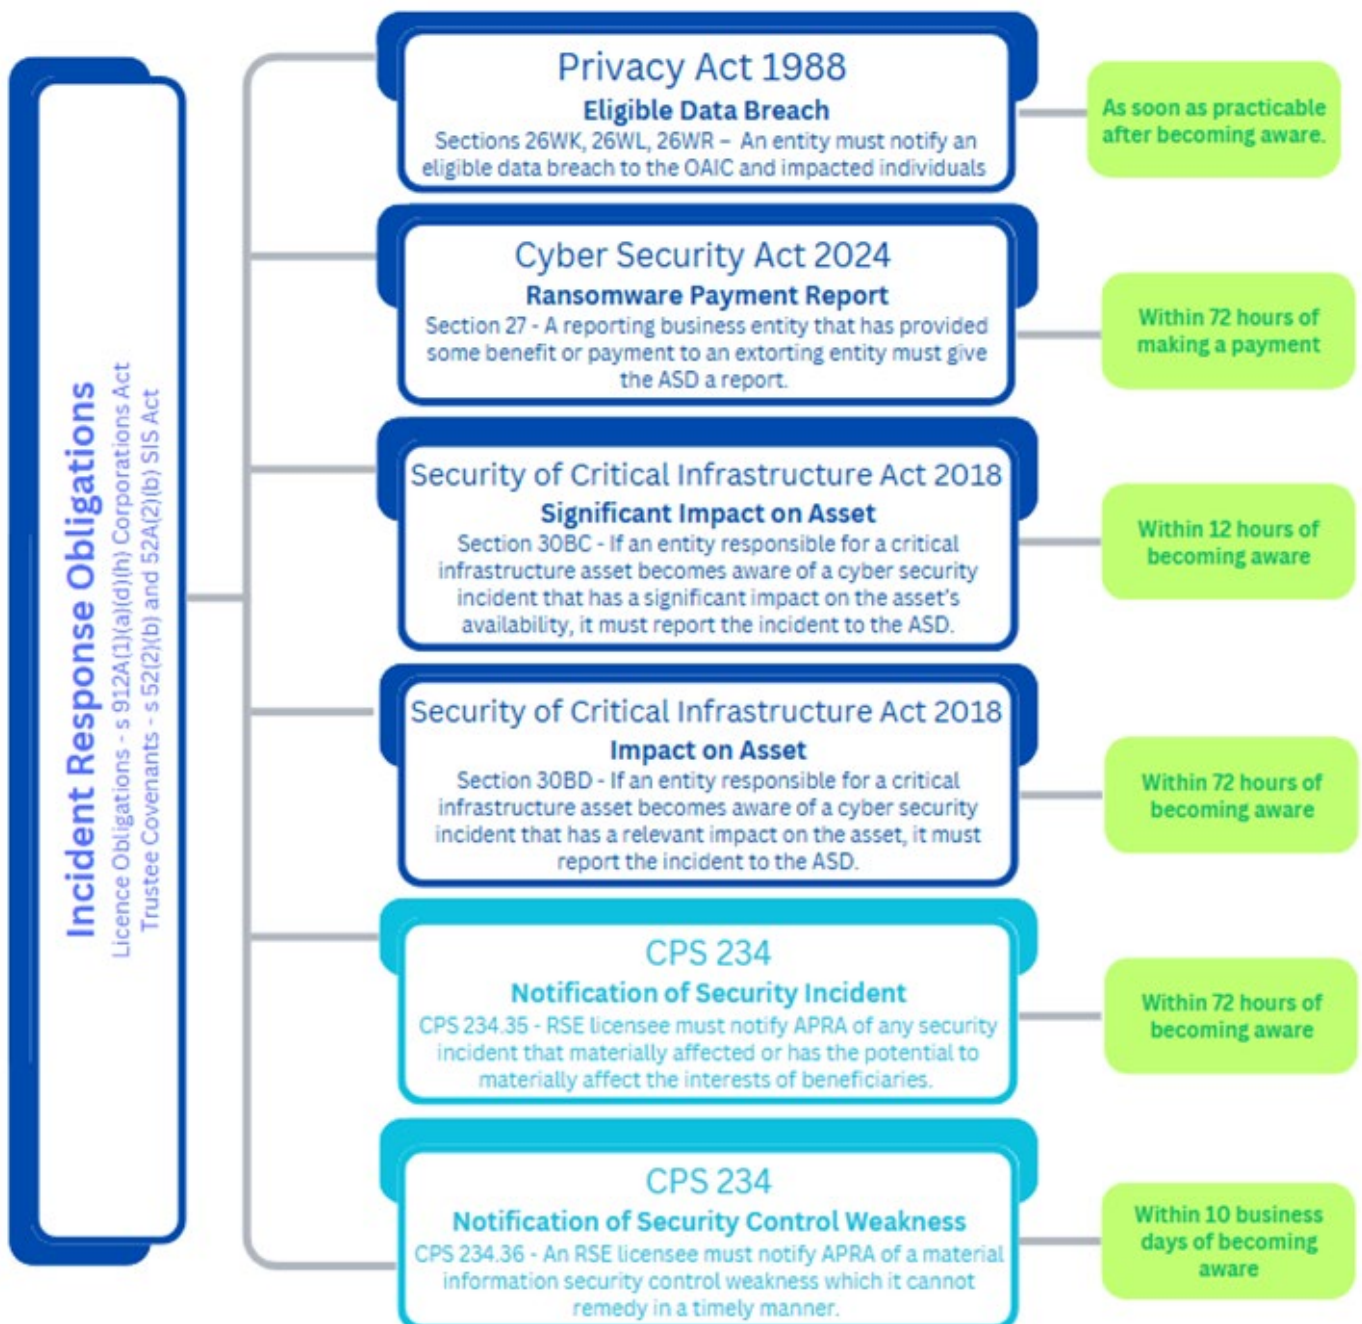 Incident Response Obligations
Licence Obligations - s 912A(1)(a)(d)(h) Corporations Act
Trustee Covenants - s 52(2)(b) and 52A(2)(b) SIS Act
Privacy Act 1988
Eligible Data Breach
Sections 26WK, 26WL, 26WR – An entity must notify an
eligible data breach to the OAIC and impacted individuals
As soon as practicable
after becoming aware.
Cyber Security Act 2024
Ransomware Payment Report
Section 27 - A reporting business entity that has provided
some benefit or payment to an extorting entity must give
the ASD a report.
Within 72 hours of
making a payment
Security of Critical Infrastructure Act 2018
Significant Impact on Asset
Section 30BC - If an entity responsible for a critical
infrastructure asset becomes aware of a cyber security
incident that has a significant impact on the asset's
availability, it must report the incident to the ASD.
Within 12 hours of
becoming aware
Security of Critical Infrastructure Act 2018
Impact on Asset
Section 30BD - If an entity responsible for a critical
infrastructure asset becomes aware of a cyber security
incident that has a relevant impact on the asset, it must
report the incident to the ASD.
Within 72 hours of
becoming aware
CPS 234
Notification of Security Incident
CPS 234.35 - RSE licensee must notify APRA of any security
incident that materially affected or has the potential to
materially affect the interests of beneficiaries.
Within 72 hours of
becoming aware
CPS 234
Notification of Security Control Weakness
CPS 234.36 - An RSE licensee must notify APRA of a material
information security control weakness which it cannot
remedy in a timely manner.
Within 10 business
days of becoming
aware